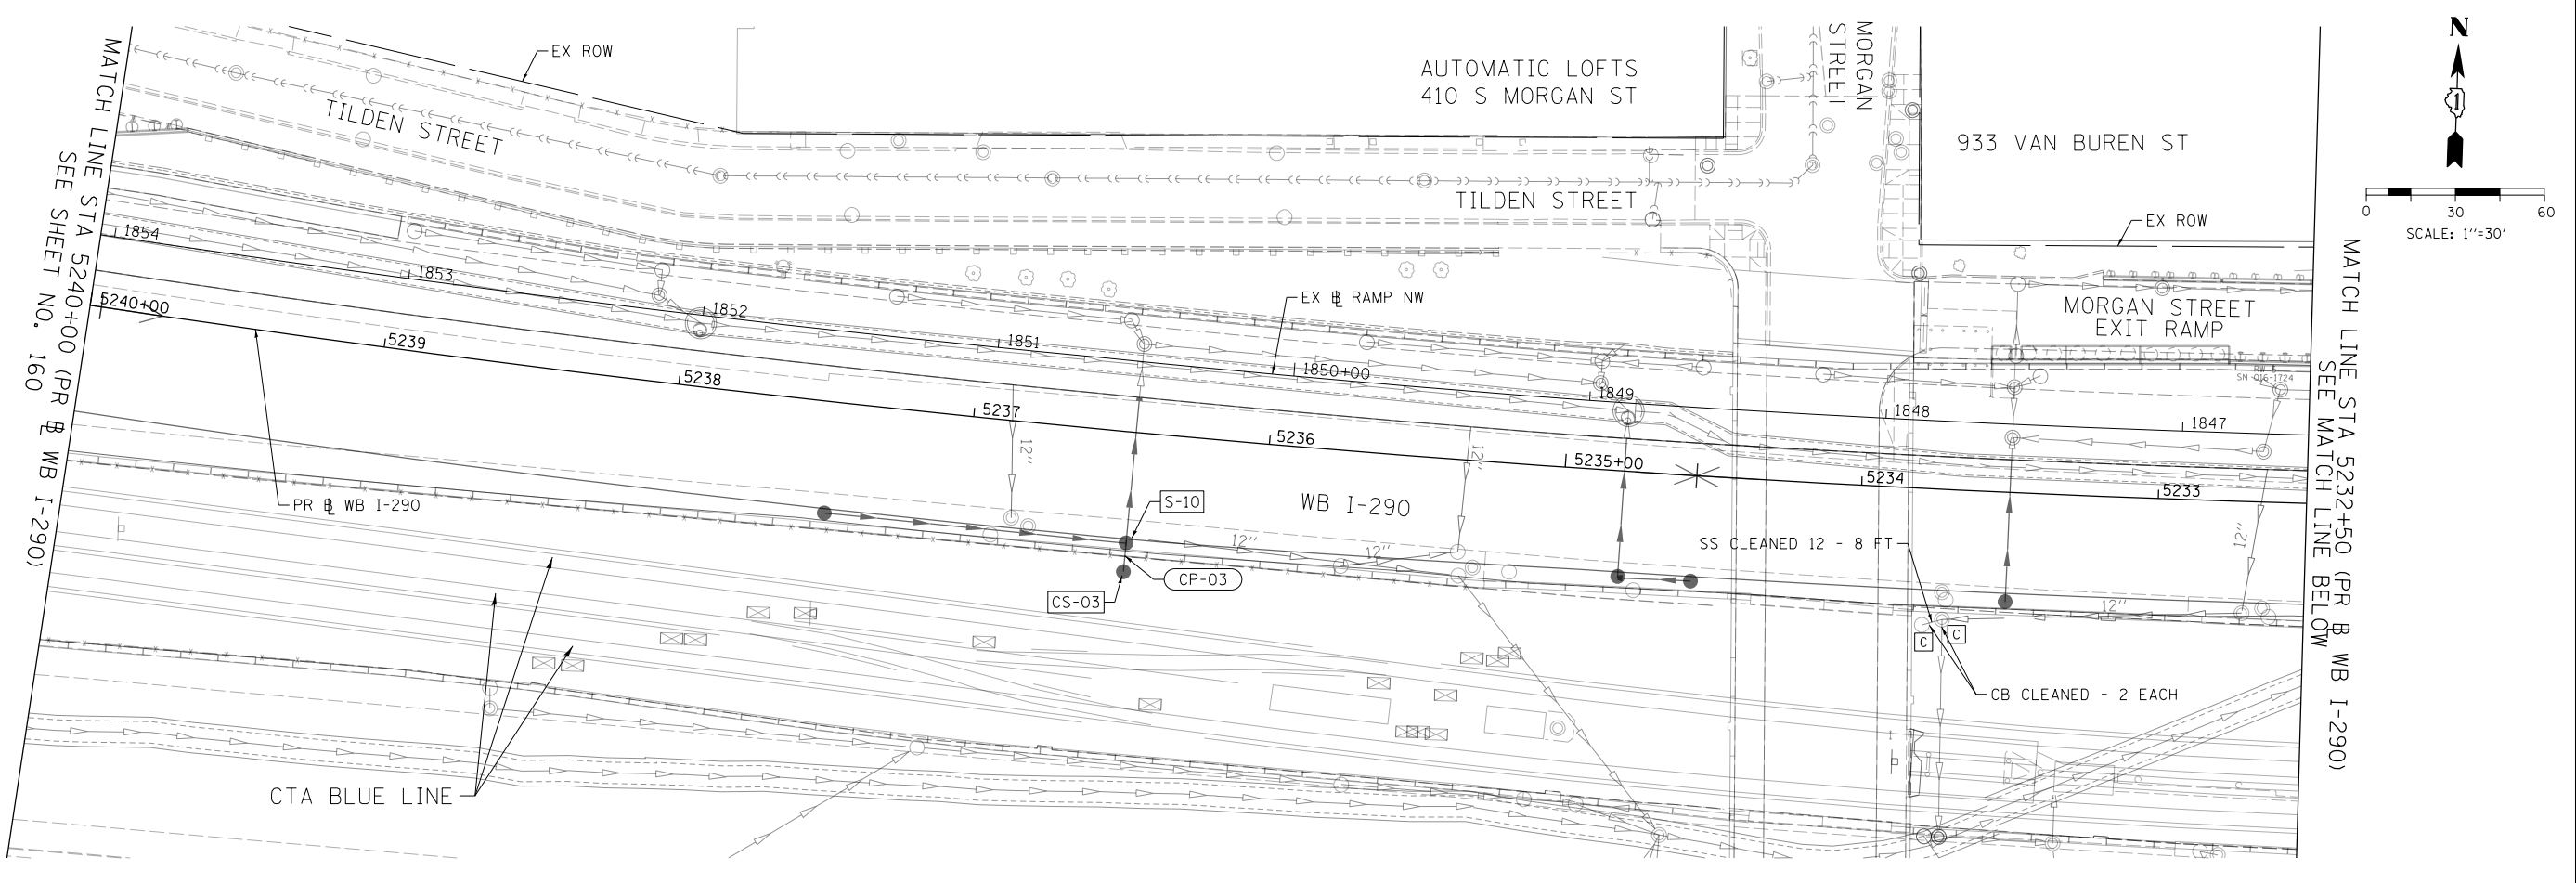 MATCH LINE STA 5240+00 (PR ⅊ WB I-290)
SEE SHEET NO. 160
EX ROW
TILDEN STREET
AUTOMATIC LOFTS
410 S MORGAN ST
MORGAN
STREET
933 VAN BUREN ST
TILDEN STREET
EX ROW
MORGAN STREET
EXIT RAMP
SN 016-1724
N
1
0 30 60
SCALE: 1''=30'
MATCH LINE STA 5232+50 (PR ⅊ WB I-290)
SEE MATCH LINE BELOW
1854
1853
1852
1851
1850+00
1849
1848
1847
EX ⅊ RAMP NW
5240+00
5239
5238
5237
5236
5235+00
5234
5233
PR ⅊ WB I-290
12''
12''
S-10
WB I-290
12''
12''
SS CLEANED 12 - 8 FT
12''
12''
CP-03
CS-03
C
C
CB CLEANED - 2 EACH
CTA BLUE LINE